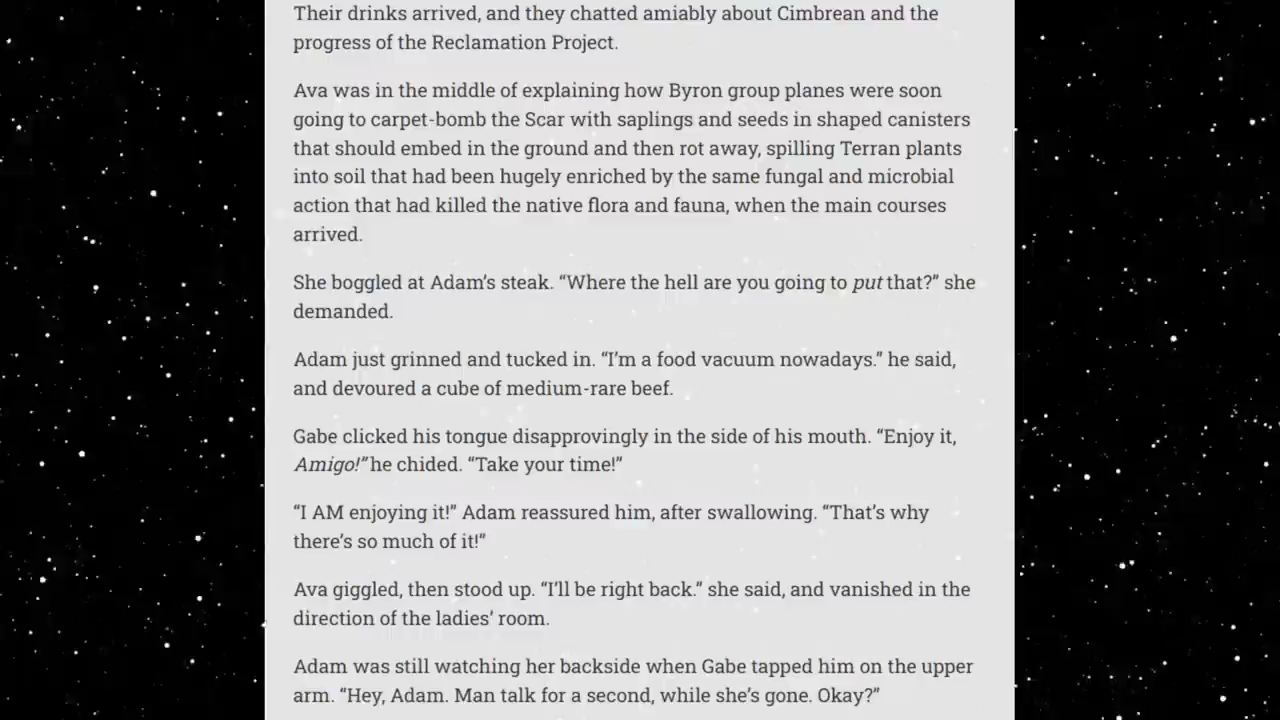 Their drinks arrived, and they chatted amiably about Cimbrean and the
progress of the Reclamation Project.
Ava was in the middle of explaining how Byron group planes were soon
going to carpet-bomb the Scar with saplings and seeds in shaped canisters
that should embed in the ground and then rot away, spilling Terran plants
into soil that had been hugely enriched by the same fungal and microbial
action that had killed the native flora and fauna, when the main courses
arrived.
She boggled at Adam’s steak. “Where the hell are you going to put that?” she
demanded.
Adam just grinned and tucked in. “I’m a food vacuum nowadays.” he said,
and devoured a cube of medium-rare beef.
Gabe clicked his tongue disapprovingly in the side of his mouth. “Enjoy it,
Amigo!” he chided. “Take your time!”
“I AM enjoying it!” Adam reassured him, after swallowing. “That’s why
there’s so much of it!”
Ava giggled, then stood up. “I’ll be right back.” she said, and vanished in the
direction of the ladies’ room.
Adam was still watching her backside when Gabe tapped him on the upper
arm. “Hey, Adam. Man talk for a second, while she’s gone. Okay?”